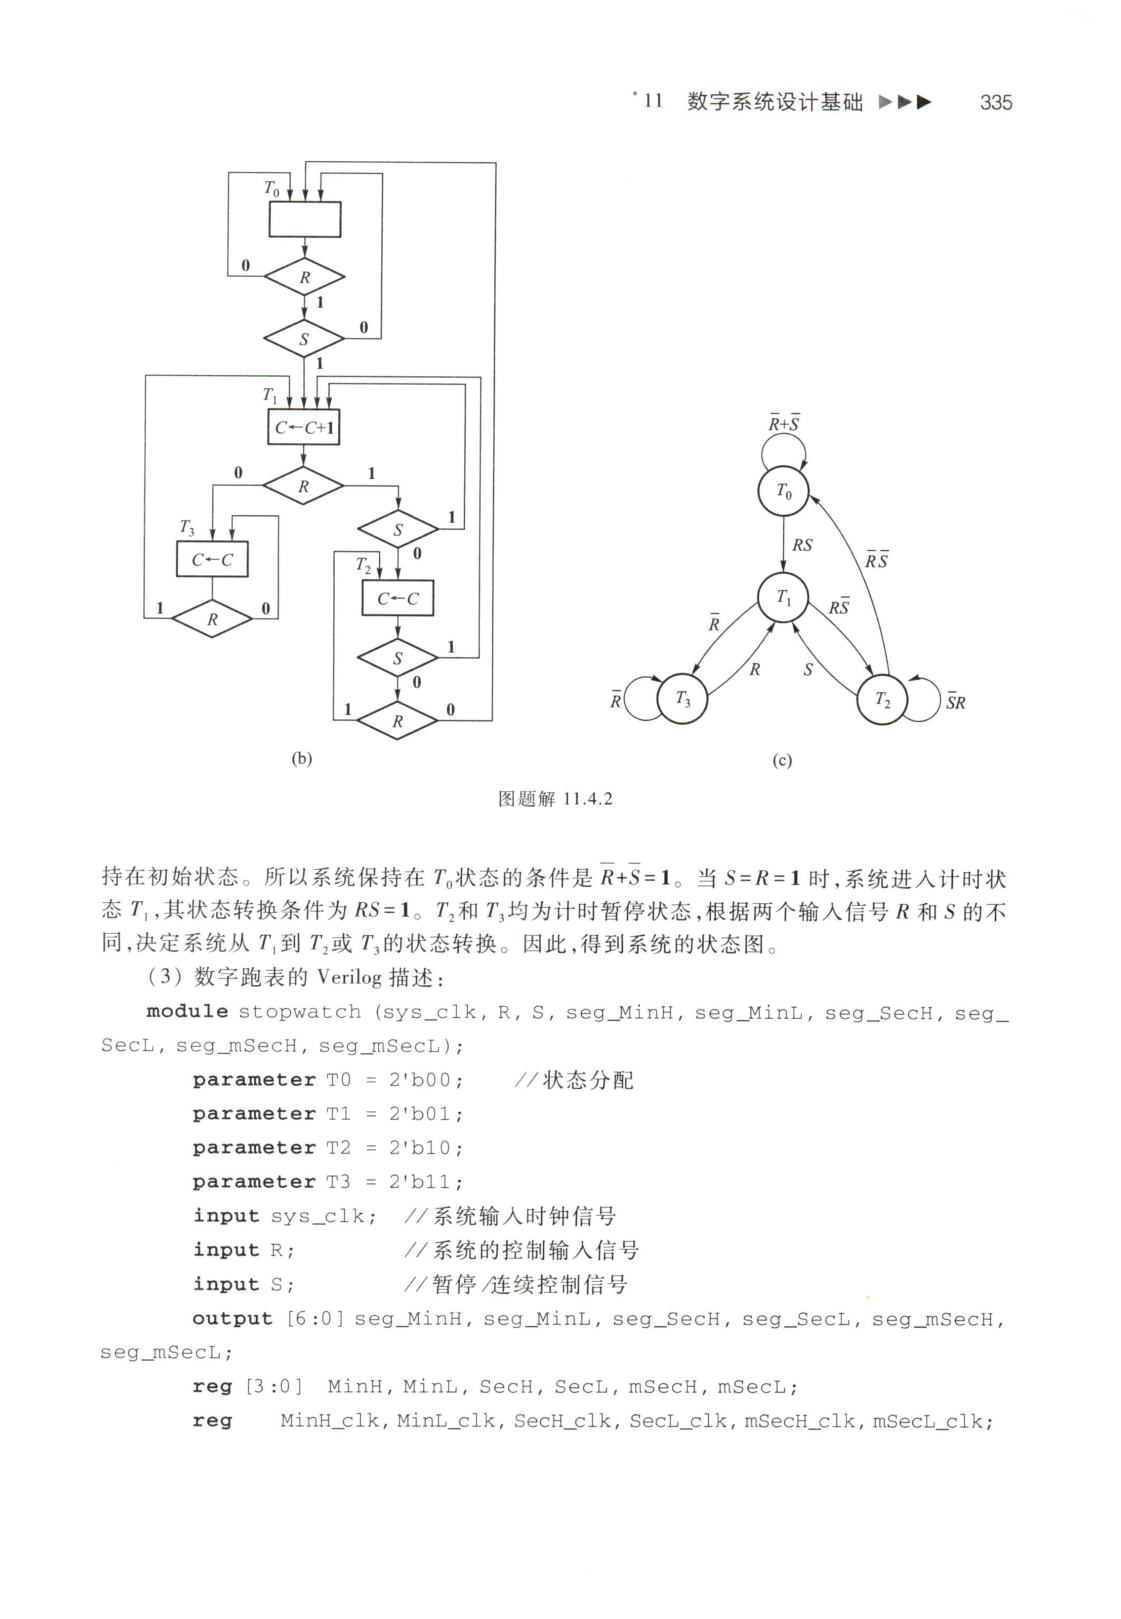 *11 数字系统设计基础 ▶▶▶ 335
T0
0
R
1
S
0
1
T1
C←C+1
0
R
1
T3
S
1
C←C
0
T2
C←C
1
R
0
S
1
0
1
R
0
(b)
R̅+S̅
T0
RS
R̅S̅
T1
R̅
RS̅
R
S
R̅
T3
T2
S̅R
(c)
图题解 11.4.2
持在初始状态。所以系统保持在 T0状态的条件是 R̅+S̅=1。当 S=R=1 时,系统进入计时状
态 T1,其状态转换条件为 RS=1。T2和 T3均为计时暂停状态,根据两个输入信号 R 和 S 的不
同,决定系统从 T1到 T2或 T3的状态转换。因此,得到系统的状态图。
(3) 数字跑表的 Verilog 描述:
module stopwatch (sys_clk, R, S, seg_MinH, seg_MinL, seg_SecH, seg_
SecL, seg_mSecH, seg_mSecL);
parameter T0 = 2'b00; //状态分配
parameter T1 = 2'b01;
parameter T2 = 2'b10;
parameter T3 = 2'b11;
input sys_clk; //系统输入时钟信号
input R; //系统的控制输入信号
input S; //暂停/连续控制信号
output [6:0] seg_MinH, seg_MinL, seg_SecH, seg_SecL, seg_mSecH,
seg_mSecL;
reg [3:0] MinH, MinL, SecH, SecL, mSecH, mSecL;
reg MinH_clk, MinL_clk, SecH_clk, SecL_clk, mSecH_clk, mSecL_clk;